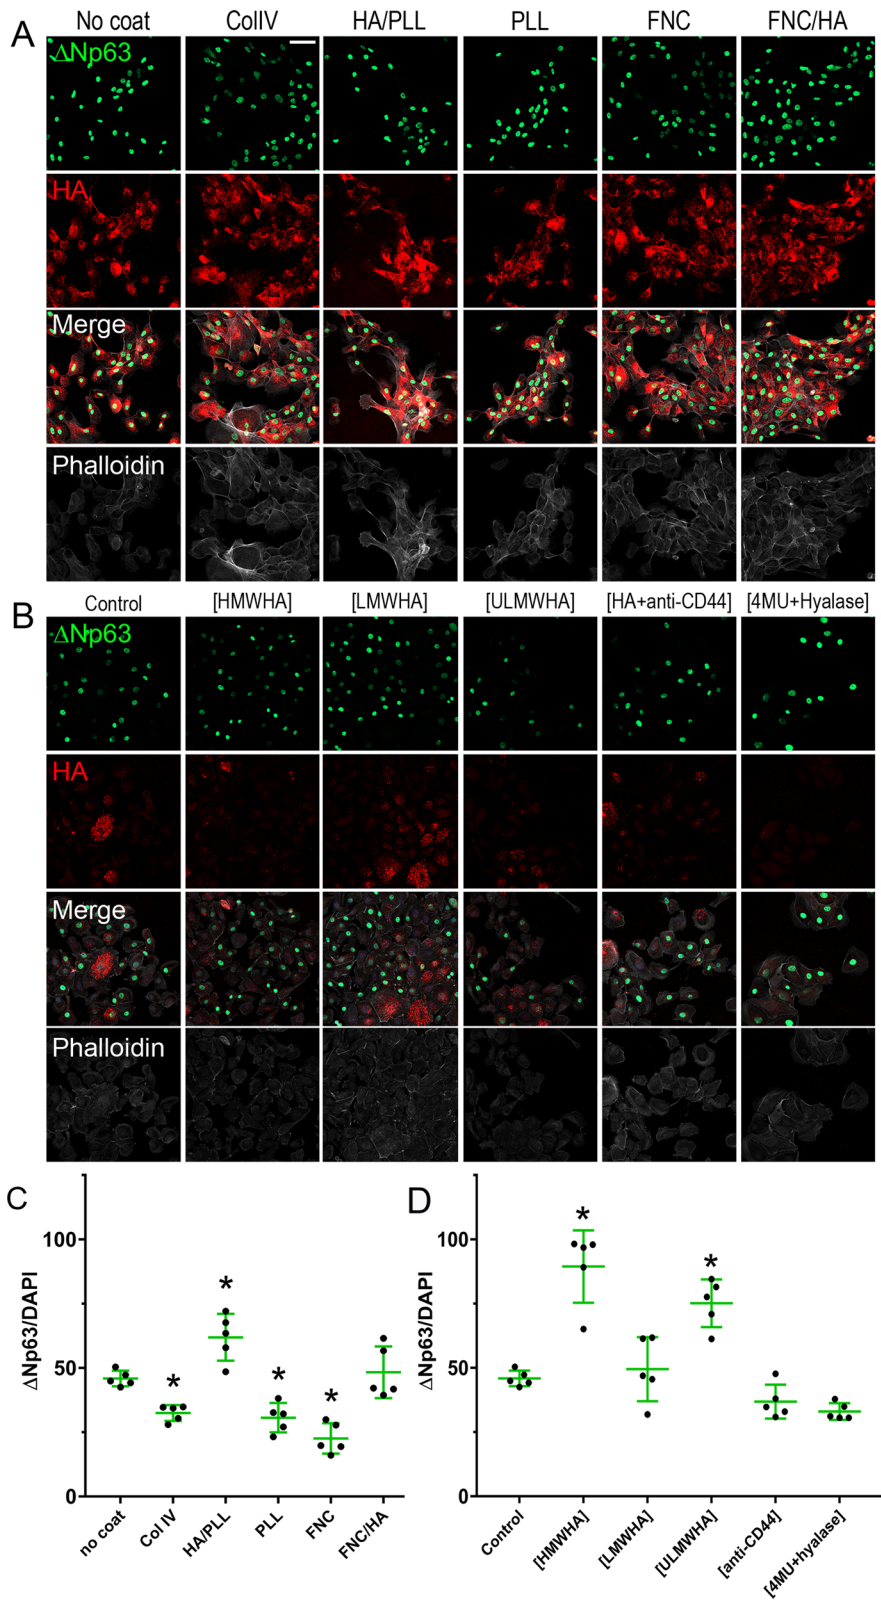 A
No coat
ColIV
HA/PLL
PLL
FNC
FNC/HA
ΔNp63
HA
Merge
Phalloidin
B
Control
[HMWHA]
[LMWHA]
[ULMWHA]
[HA+anti-CD44]
[4MU+Hyalase]
ΔNp63
HA
Merge
Phalloidin
C
ΔNp63/DAPI
100
50
0
*
*
*
*
no coat
Col IV
HA/PLL
PLL
FNC
FNC/HA
D
ΔNp63/DAPI
100
50
0
*
*
Control
[HMWHA]
[LMWHA]
[ULMWHA]
[anti-CD44]
[4MU+hyalase]